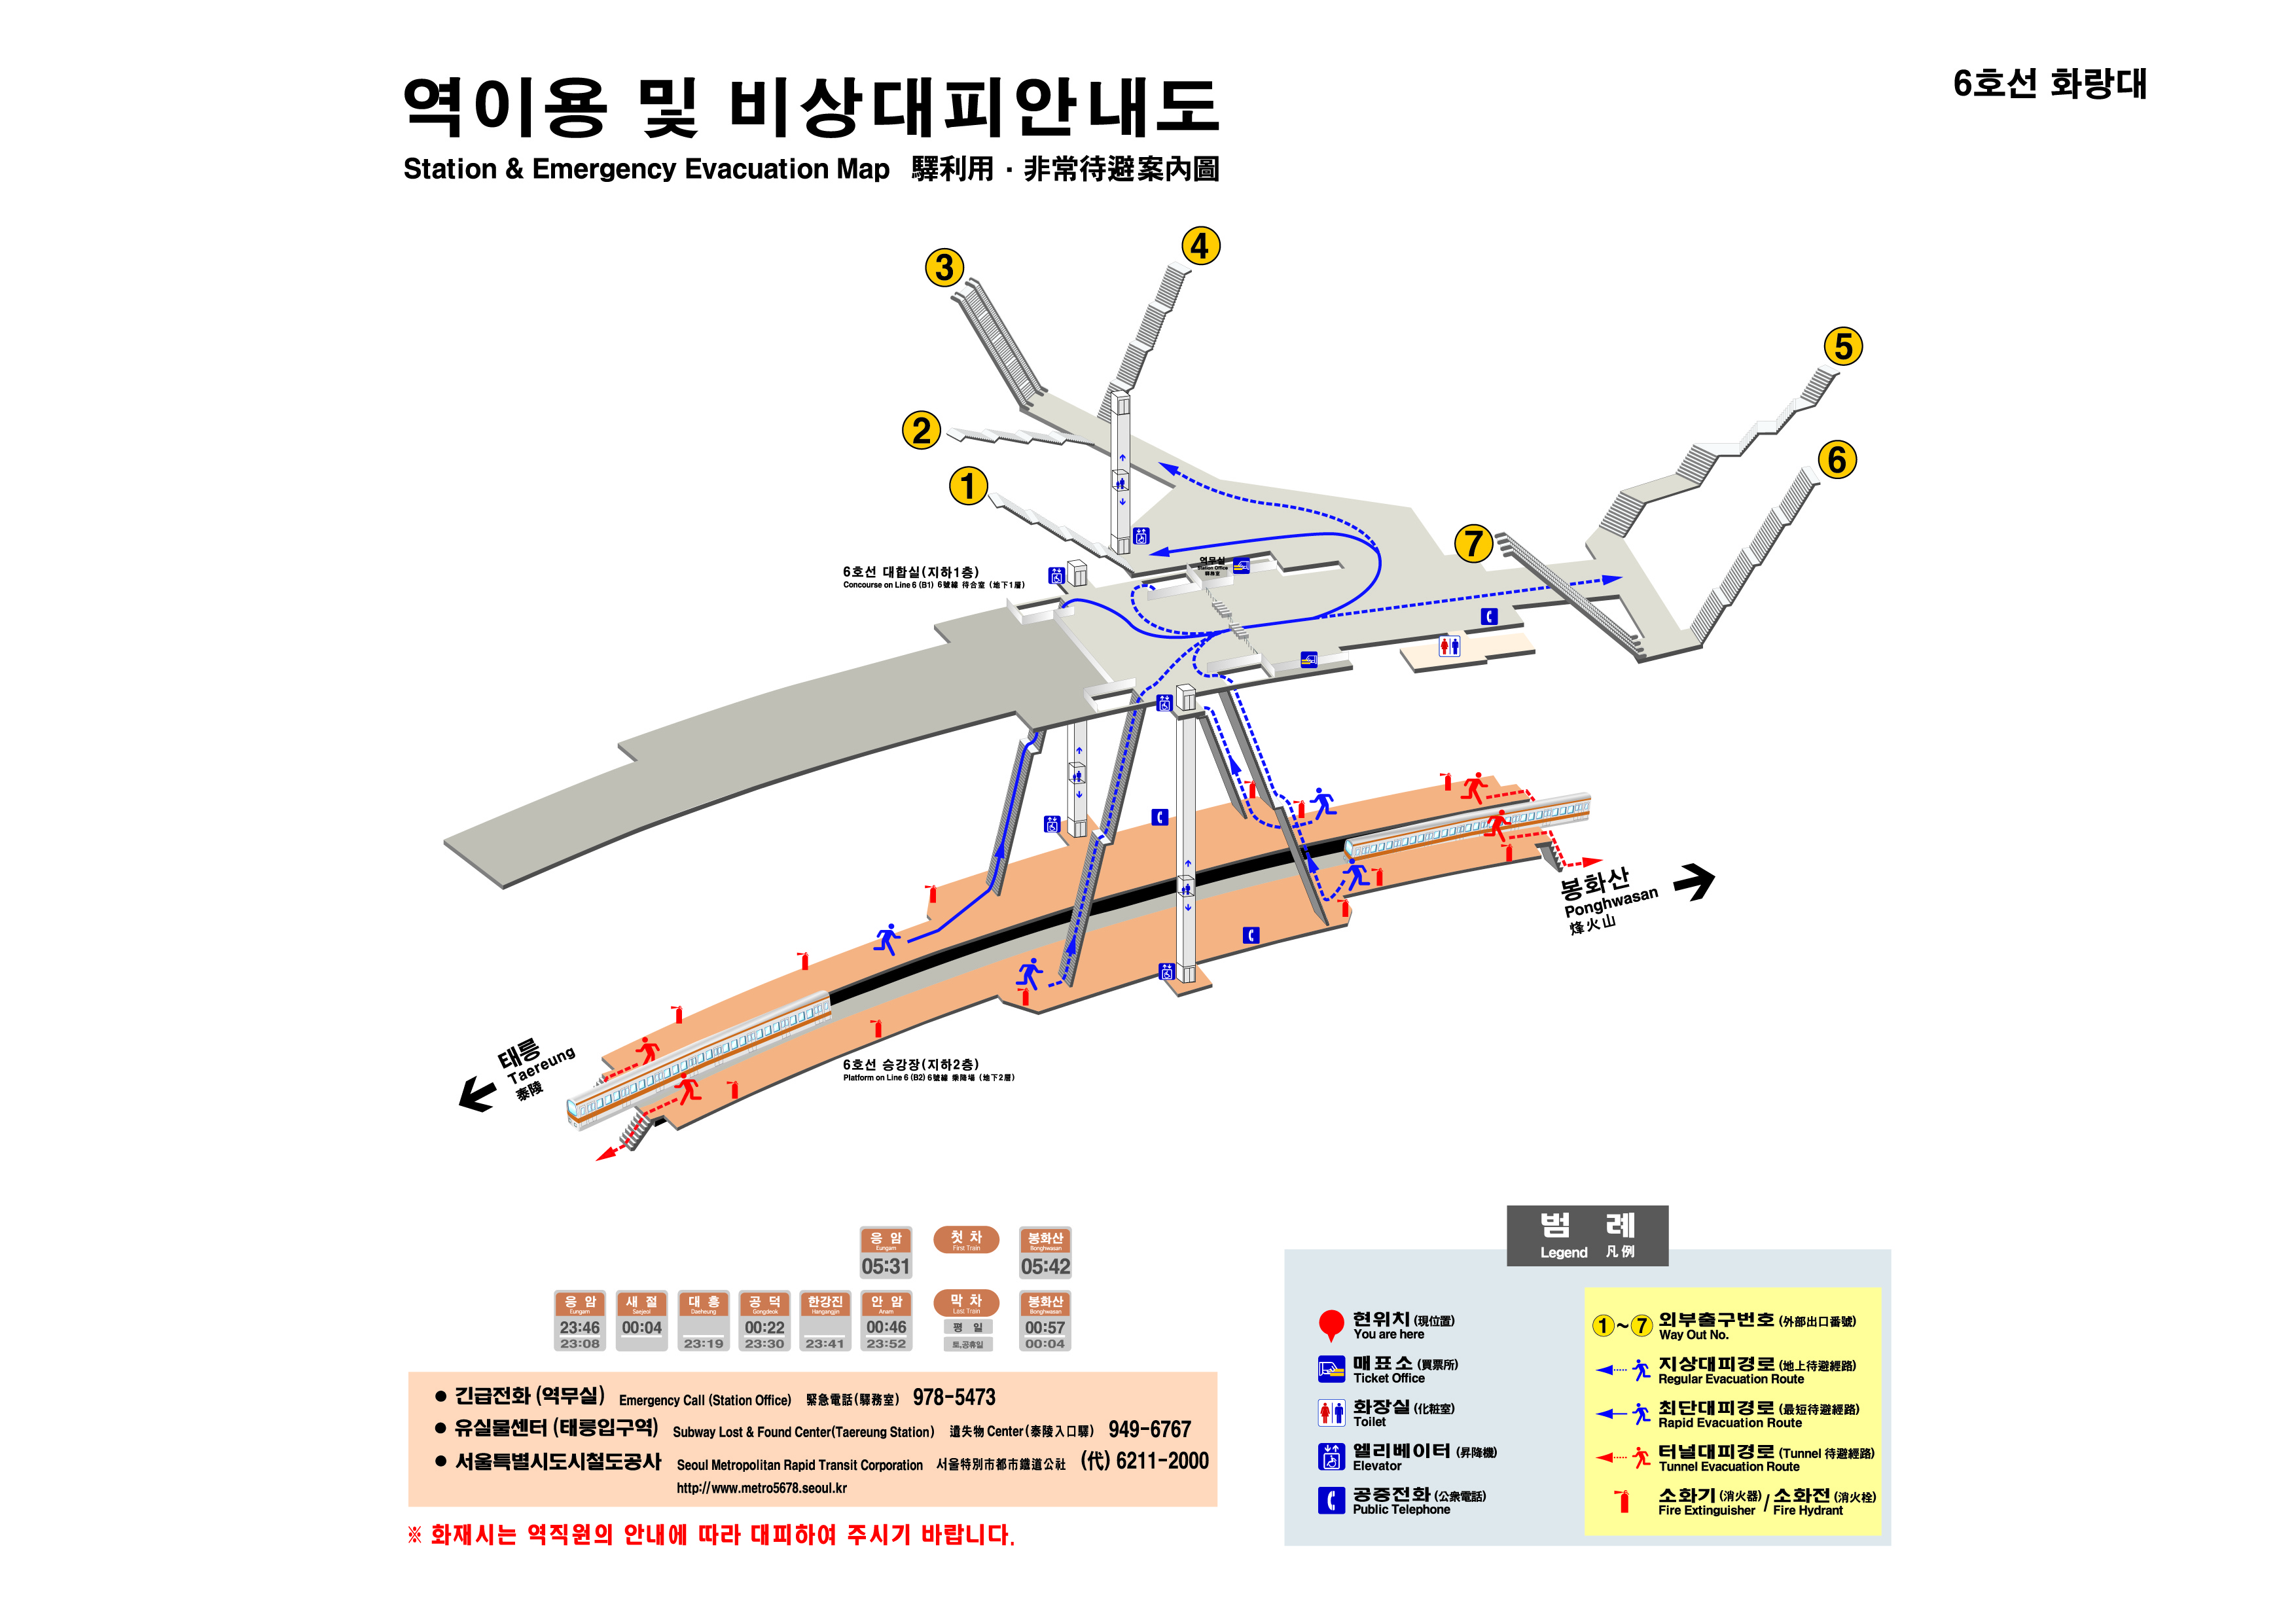 역이용 및 비상대피안내도
Station & Emergency Evacuation Map 驛利用 · 非常待避案內圖
6호선 화랑대
3
4
5
2
6
1
7
역무실
Station Office
驛務室
6호선 대합실(지하1층)
Concourse on Line 6 (B1) 6號線 待合室 (地下1層)
봉화산
Ponghwasan
烽火山
태릉
Taereung
泰陵
6호선 승강장(지하2층)
Platform on Line 6 (B2) 6號線 乘降場 (地下2層)
응 암
Eungam
05:31
첫 차
First Train
봉화산
Bonghwasan
05:42
응 암
Eungam
23:46
23:08
새 절
Saejeol
00:04
대 흥
Daeheung
23:19
공 덕
Gongdeok
00:22
23:30
한강진
Hangangjin
23:41
안 암
Anam
00:46
23:52
막 차
Last Train
평 일
토,공휴일
봉화산
Bonghwasan
00:57
00:04
● 긴급전화 (역무실) Emergency Call (Station Office) 緊急電話(驛務室) 978-5473
● 유실물센터 (태릉입구역) Subway Lost & Found Center(Taereung Station) 遺失物 Center(泰陵入口驛) 949-6767
● 서울특별시도시철도공사 Seoul Metropolitan Rapid Transit Corporation 서울特別市都市鐵道公社 (代) 6211-2000
http://www.metro5678.seoul.kr
※ 화재시는 역직원의 안내에 따라 대피하여 주시기 바랍니다.
범 례
Legend 凡例
현위치 (現位置)
You are here
매표소 (買票所)
Ticket Office
화장실 (化粧室)
Toilet
엘리베이터 (昇降機)
Elevator
공중전화 (公衆電話)
Public Telephone
1~7 외부출구번호 (外部出口番號)
Way Out No.
지상대피경로 (地上待避經路)
Regular Evacuation Route
최단대피경로 (最短待避經路)
Rapid Evacuation Route
터널대피경로 (Tunnel 待避經路)
Tunnel Evacuation Route
소화기 (消火器) / 소화전 (消火栓)
Fire Extinguisher / Fire Hydrant